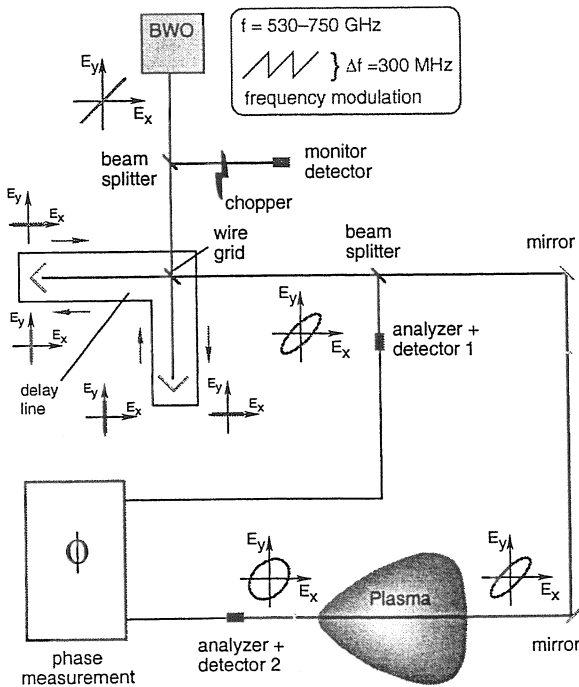 BWO
f = 530–750 GHz
} Δf =300 MHz
frequency modulation
Ey
Ex
beam
splitter
monitor
detector
chopper
Ey
Ex
wire
grid
beam
splitter
mirror
Ey
Ex
delay
line
Ey
Ex
Ey
Ex
Ey
Ex
analyzer +
detector 1
Φ
phase
measurement
Ey
Ex
analyzer +
detector 2
Plasma
Ey
Ex
mirror